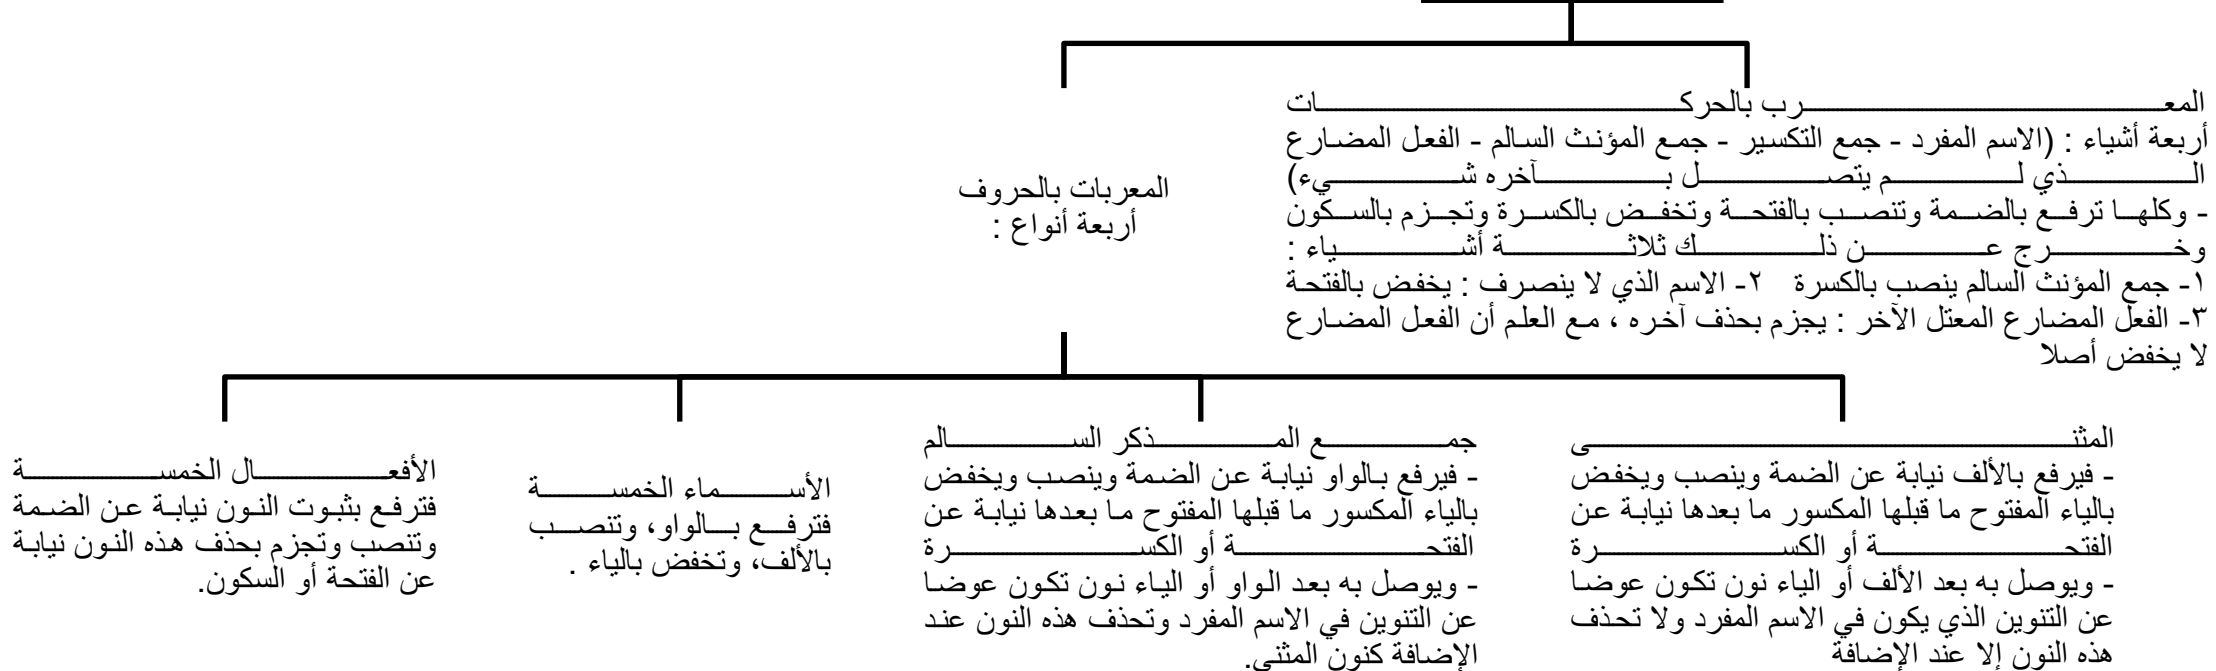 المعرب بالحركات
أربعة أشياء : (الاسم المفرد - جمع التكسير - جمع المؤنث السالم - الفعل المضارع
الذي لم يتصل بآخره شيء)
- وكلها ترفع بالضمة وتنصب بالفتحة وتخفض بالكسرة وتجزم بالسكون
وخرج عن ذلك ثلاثة أشياء :
١- جمع المؤنث السالم ينصب بالكسرة ٢- الاسم الذي لا ينصرف : يخفض بالفتحة
٣- الفعل المضارع المعتل الآخر : يجزم بحذف آخره ، مع العلم أن الفعل المضارع
لا يخفض أصلا
المعربات بالحروف
أربعة أنواع :
المثنى
- فيرفع بالألف نيابة عن الضمة وينصب ويخفض
بالياء المفتوح ما قبلها المكسور ما بعدها نيابة عن
الفتحة أو الكسرة
- ويوصل به بعد الألف أو الياء نون تكون عوضا
عن التنوين الذي يكون في الاسم المفرد ولا تحذف
هذه النون إلا عند الإضافة
جمع المذكر السالم
- فيرفع بالواو نيابة عن الضمة وينصب ويخفض
بالياء المكسور ما قبلها المفتوح ما بعدها نيابة عن
الفتحة أو الكسرة
- ويوصل به بعد الواو أو الياء نون تكون عوضا
عن التنوين في الاسم المفرد وتحذف هذه النون عند
الإضافة كنون المثنى.
الأسماء الخمسة
فترفع بالواو، وتنصب
بالألف، وتخفض بالياء .
الأفعال الخمسة
فترفع بثبوت النون نيابة عن الضمة
وتنصب وتجزم بحذف هذه النون نيابة
عن الفتحة أو السكون.